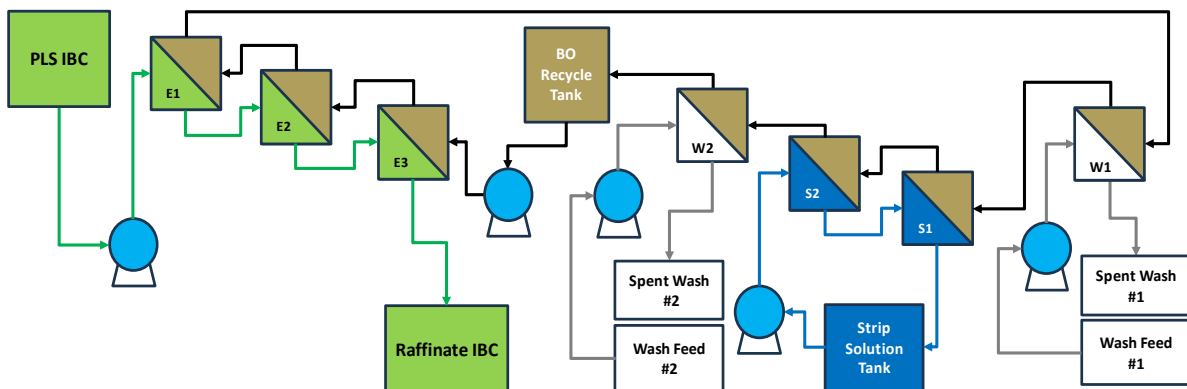 PLS IBC
E1
E2
E3
BO
Recycle
Tank
W2
S2
S1
W1
Raffinate IBC
Spent Wash
#2
Wash Feed
#2
Strip
Solution
Tank
Spent Wash
#1
Wash Feed
#1